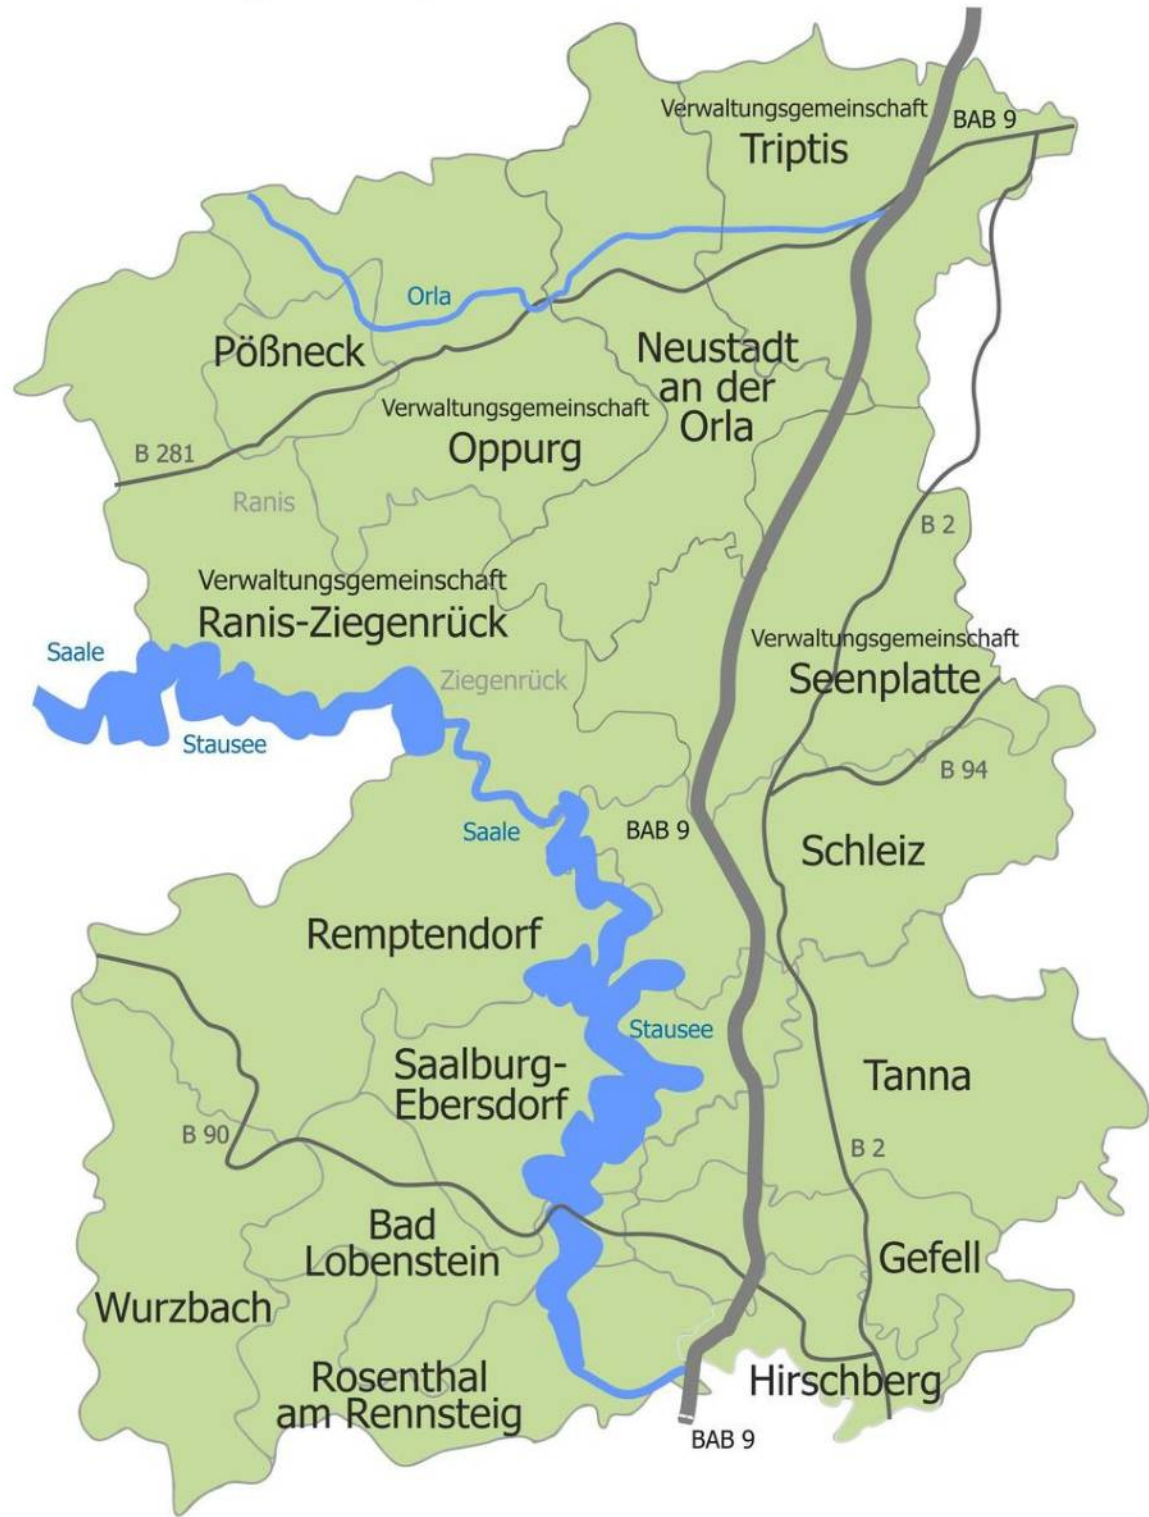 Verwaltungsgemeinschaft
Triptis
BAB 9
Orla
Pößneck
Neustadt
an der
Orla
Verwaltungsgemeinschaft
Oppurg
B 281
Ranis
B 2
Verwaltungsgemeinschaft
Ranis-Ziegenrück
Saale
Stausee
Ziegenrück
Verwaltungsgemeinschaft
Seenplatte
B 94
Saale
BAB 9
Schleiz
Remptendorf
Stausee
Saalburg-
Ebersdorf
Tanna
B 90
B 2
Bad
Lobenstein
Gefell
Wurzbach
Rosenthal
am Rennsteig
Hirschberg
BAB 9